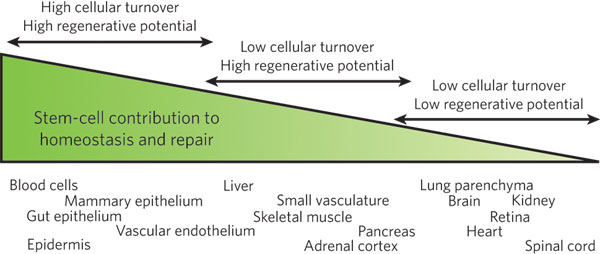 High cellular turnover
High regenerative potential
Low cellular turnover
High regenerative potential
Low cellular turnover
Low regenerative potential
Stem-cell contribution to
homeostasis and repair
Blood cells
Liver
Lung parenchyma
Mammary epithelium
Small vasculature
Brain
Kidney
Gut epithelium
Skeletal muscle
Retina
Vascular endothelium
Pancreas
Heart
Epidermis
Adrenal cortex
Spinal cord